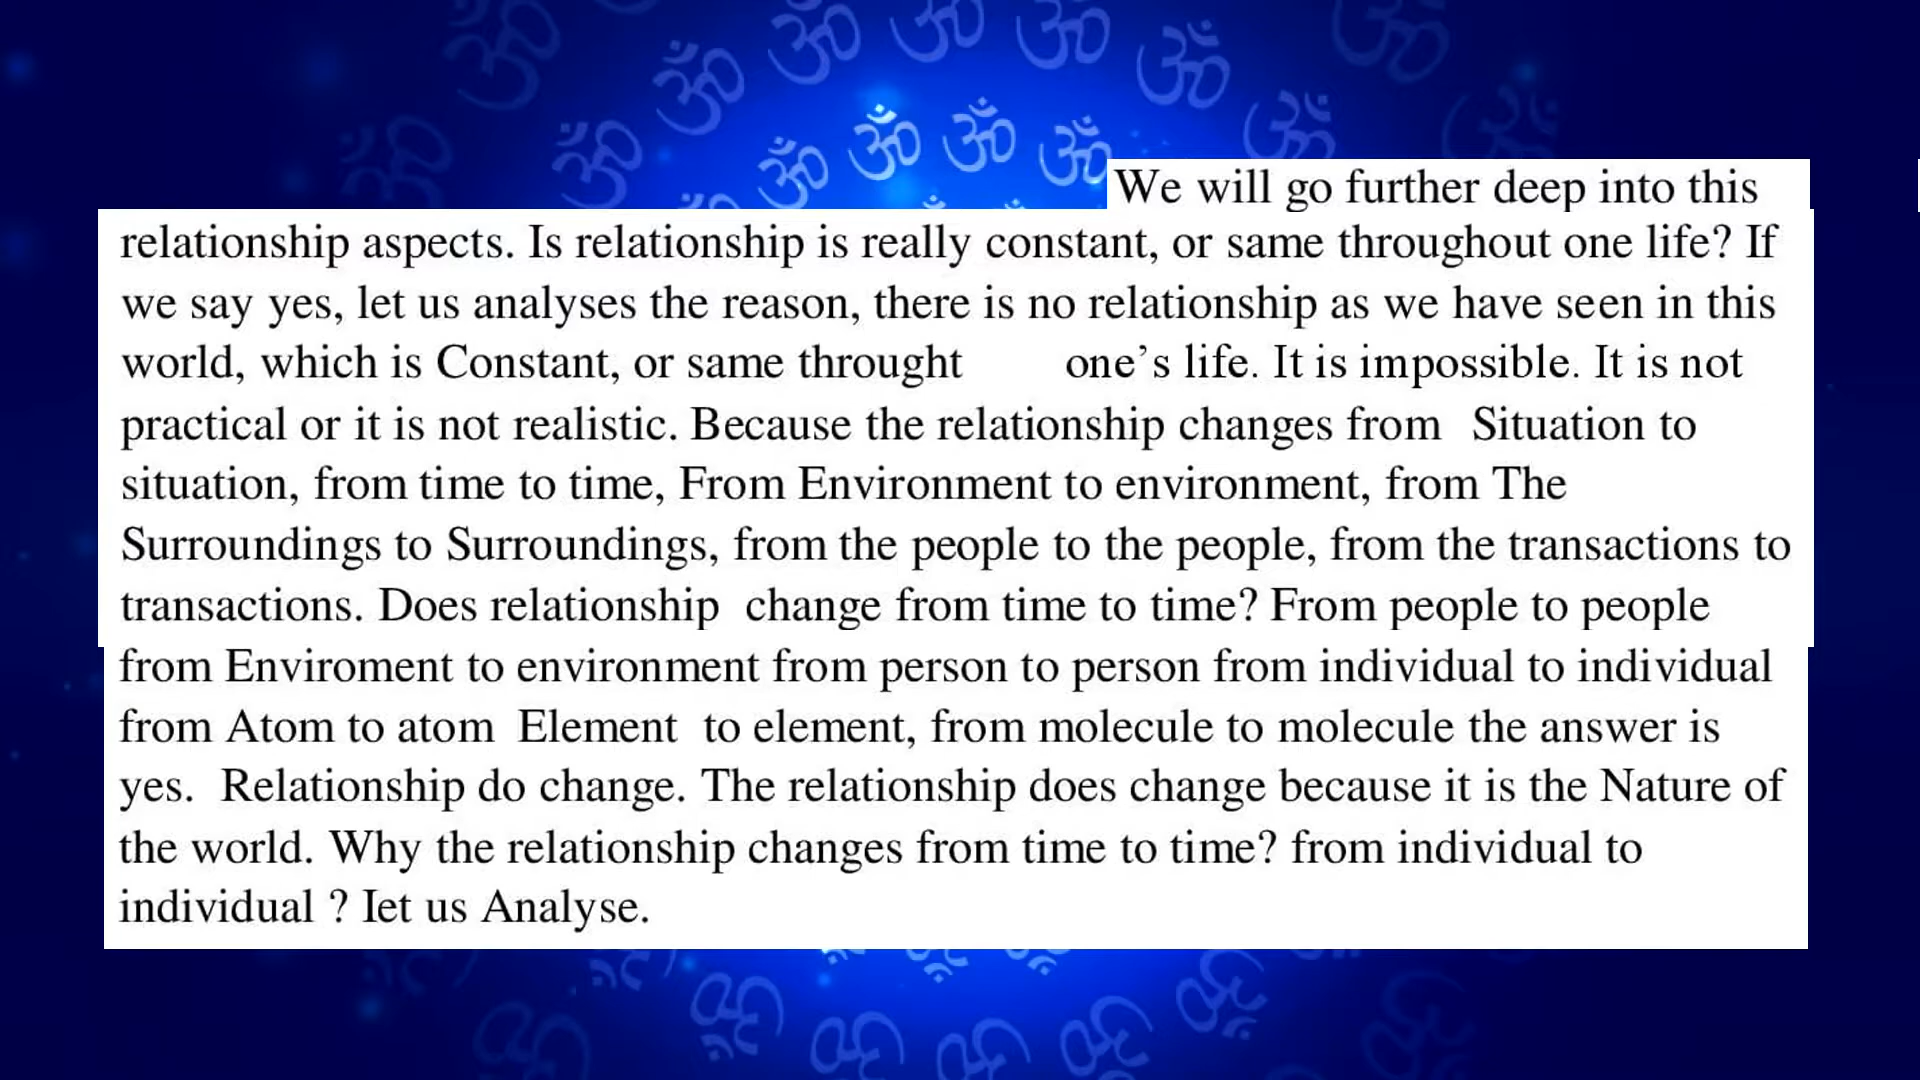 We will go further deep into this
relationship aspects. Is relationship is really constant, or same throughout one life? If
we say yes, let us analyses the reason, there is no relationship as we have seen in this
world, which is Constant, or same throught one’s life. It is impossible. It is not
practical or it is not realistic. Because the relationship changes from Situation to
situation, from time to time, From Environment to environment, from The
Surroundings to Surroundings, from the people to the people, from the transactions to
transactions. Does relationship change from time to time? From people to people
from Enviroment to environment from person to person from individual to individual
from Atom to atom Element to element, from molecule to molecule the answer is
yes. Relationship do change. The relationship does change because it is the Nature of
the world. Why the relationship changes from time to time? from individual to
individual ? Iet us Analyse.